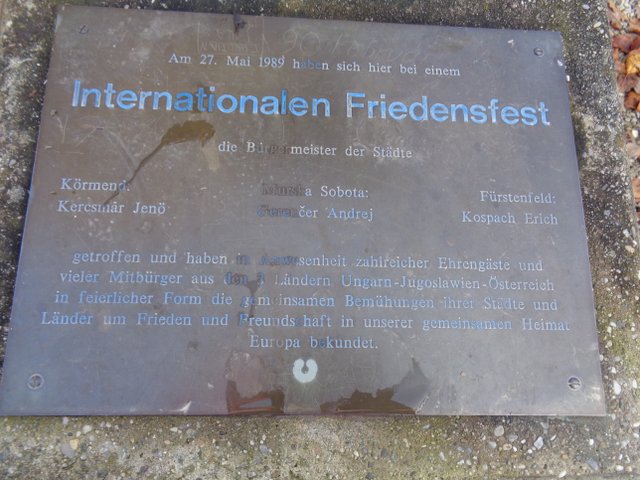 Am 27. Mai 1989 haben sich hier bei einem
Internationalen Friedensfest
die Bürgermeister der Städte
Körmend: Murska Sobota: Fürstenfeld:
Kercsmár Jenö Gerenčer Andrej Kospach Erich
getroffen und haben in Anwesenheit zahlreicher Ehrengäste und
vieler Mitbürger aus den 3 Ländern Ungarn-Jugoslawien-Österreich
in feierlicher Form die gemeinsamen Bemühungen ihrer Städte und
Länder um Frieden und Freundschaft in unserer gemeinsamen Heimat
Europa bekundet.